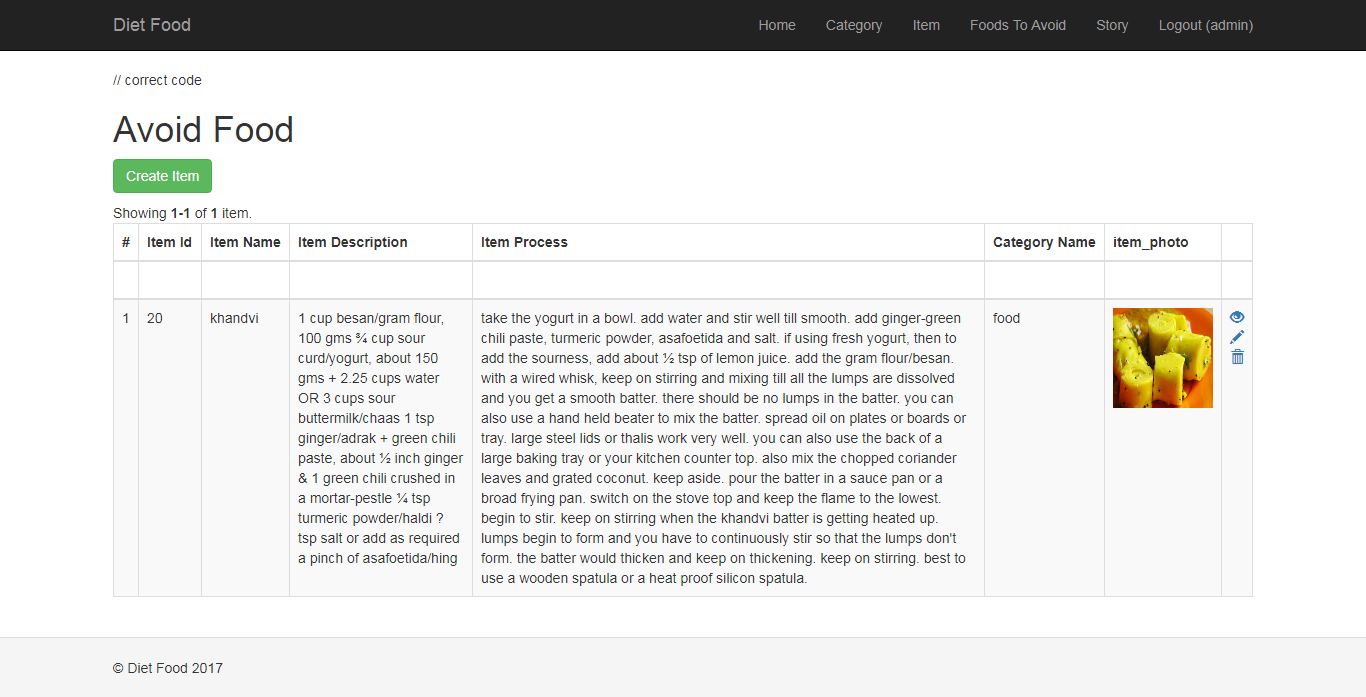 Diet Food Home Category Item Foods To Avoid Story Logout (admin)
// correct code
Avoid Food
Create Item
Showing 1-1 of 1 item.
# Item Id Item Name Item Description Item Process Category Name item_photo
1 20 khandvi
1 cup besan/gram flour,
100 gms ¾ cup sour
curd/yogurt, about 150
gms + 2.25 cups water
OR 3 cups sour
buttermilk/chaas 1 tsp
ginger/adrak + green chili
paste, about ½ inch ginger
& 1 green chili crushed in
a mortar-pestle ¼ tsp
turmeric powder/haldi ?
tsp salt or add as required
a pinch of asafoetida/hing
take the yogurt in a bowl. add water and stir well till smooth. add ginger-green
chili paste, turmeric powder, asafoetida and salt. if using fresh yogurt, then to
add the sourness, add about ½ tsp of lemon juice. add the gram flour/besan.
with a wired whisk, keep on stirring and mixing till all the lumps are dissolved
and you get a smooth batter. there should be no lumps in the batter. you can
also use a hand held beater to mix the batter. spread oil on plates or boards or
tray. large steel lids or thalis work very well. you can also use the back of a
large baking tray or your kitchen counter top. also mix the chopped coriander
leaves and grated coconut. keep aside. pour the batter in a sauce pan or a
broad frying pan. switch on the stove top and keep the flame to the lowest.
begin to stir. keep on stirring when the khandvi batter is getting heated up.
lumps begin to form and you have to continuously stir so that the lumps don't
form. the batter would thicken and keep on thickening. keep on stirring. best to
use a wooden spatula or a heat proof silicon spatula.
food
© Diet Food 2017